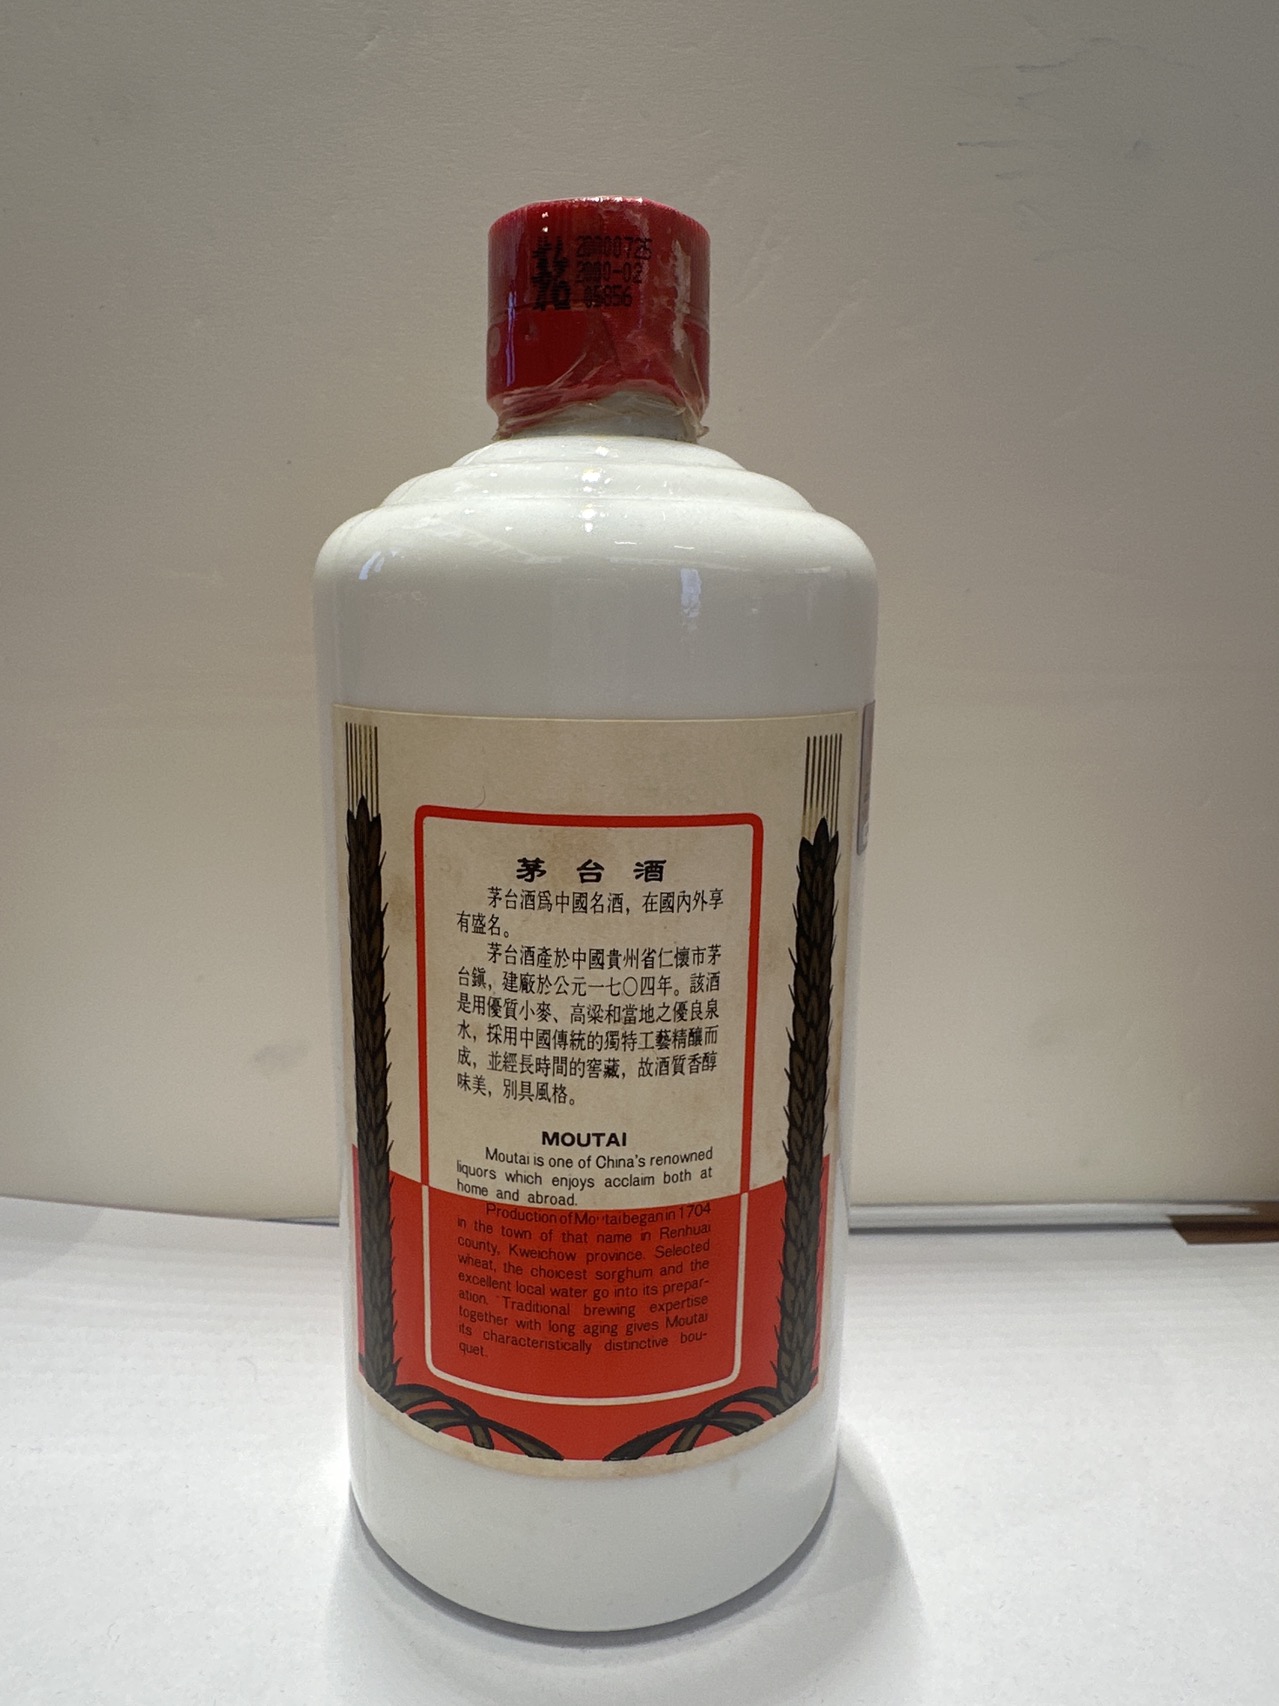 20000725
2000-02
05856
茅台酒
茅台酒爲中國名酒，在國內外享
有盛名。
茅台酒產於中國貴州省仁懷市茅
台鎭，建廠於公元一七〇四年。該酒
是用優質小麥、高粱和當地之優良泉
水，採用中國傳統的獨特工藝精釀而
成，並經長時間的窖藏，故酒質香醇
味美，別具風格。
MOUTAI
Moutai is one of China's renowned
liquors which enjoys acclaim both at
home and abroad.
Production of Moutai began in 1704
in the town of that name in Renhuai
county, Kweichow province. Selected
wheat, the choicest sorghum and the
excellent local water go into its prepar-
ation. Traditional brewing expertise
together with long aging gives Moutai
its characteristically distinctive bou-
quet.